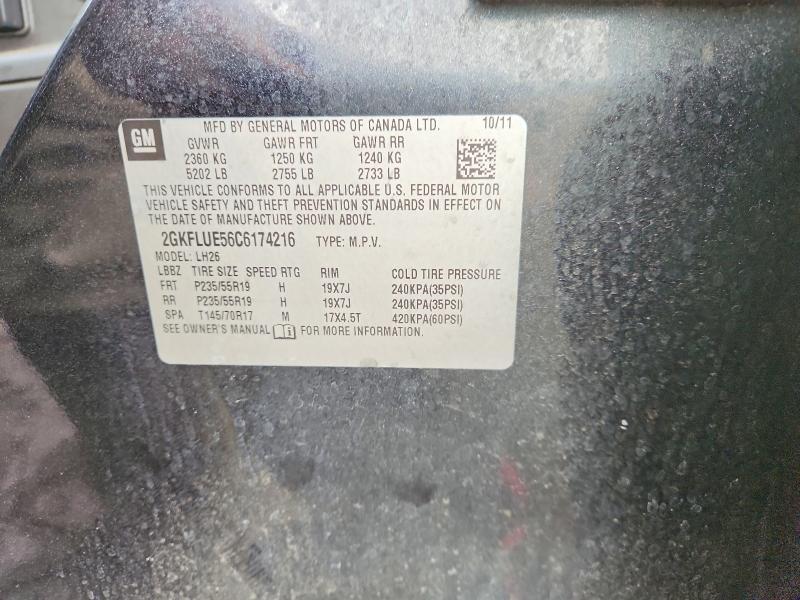 GM
MFD BY GENERAL MOTORS OF CANADA LTD. 10/11
GVWR GAWR FRT GAWR RR
2360 KG 1250 KG 1240 KG
5202 LB 2755 LB 2733 LB
THIS VEHICLE CONFORMS TO ALL APPLICABLE U.S. FEDERAL MOTOR
VEHICLE SAFETY AND THEFT PREVENTION STANDARDS IN EFFECT ON
THE DATE OF MANUFACTURE SHOWN ABOVE.
2GKFLUE56C6174216 TYPE: M.P.V.
MODEL: LH26
LBBZ TIRE SIZE SPEED RTG RIM COLD TIRE PRESSURE
FRT P235/55R19 H 19X7J 240KPA(35PSI)
RR P235/55R19 H 19X7J 240KPA(35PSI)
SPA T145/70R17 M 17X4.5T 420KPA(60PSI)
SEE OWNER'S MANUAL FOR MORE INFORMATION.